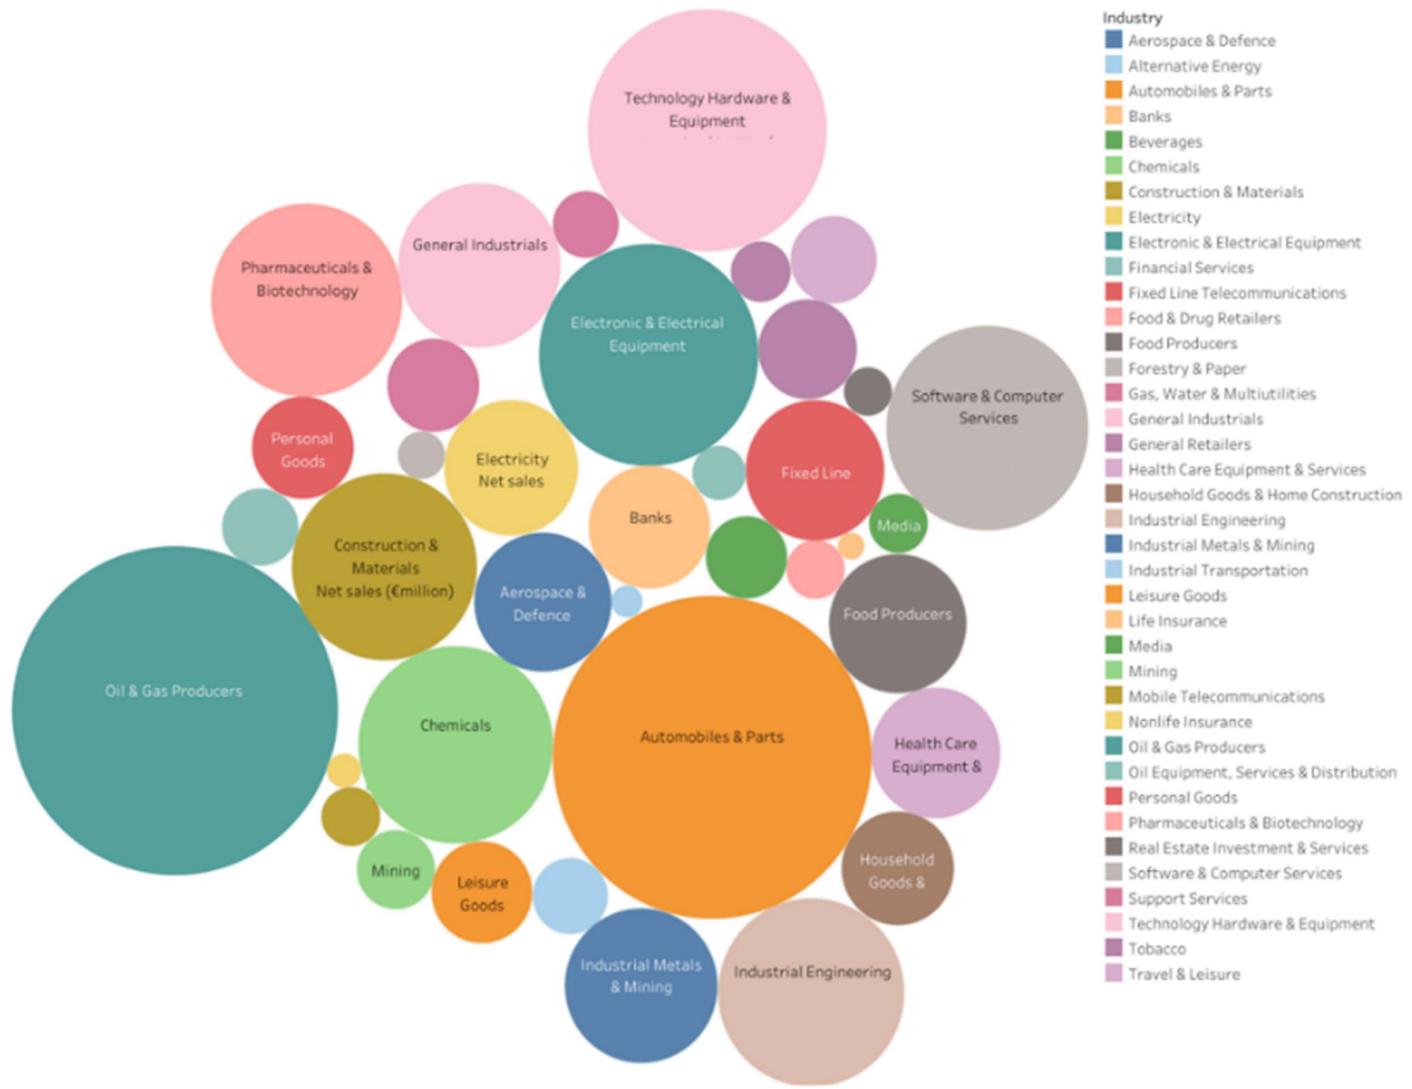 Technology Hardware &
Equipment
General Industrials
Pharmaceuticals &
Biotechnology
Electronic & Electrical
Equipment
Software & Computer
Services
Personal
Goods
Electricity
Net sales
Fixed Line
Banks
Media
Construction &
Materials
Net sales (€million)
Aerospace &
Defence
Food Producers
Oil & Gas Producers
Chemicals
Automobiles & Parts
Health Care
Equipment &
Mining
Leisure
Goods
Household
Goods &
Industrial Metals
& Mining
Industrial Engineering
Industry
Aerospace & Defence
Alternative Energy
Automobiles & Parts
Banks
Beverages
Chemicals
Construction & Materials
Electricity
Electronic & Electrical Equipment
Financial Services
Fixed Line Telecommunications
Food & Drug Retailers
Food Producers
Forestry & Paper
Gas, Water & Multiutilities
General Industrials
General Retailers
Health Care Equipment & Services
Household Goods & Home Construction
Industrial Engineering
Industrial Metals & Mining
Industrial Transportation
Leisure Goods
Life Insurance
Media
Mining
Mobile Telecommunications
Nonlife Insurance
Oil & Gas Producers
Oil Equipment, Services & Distribution
Personal Goods
Pharmaceuticals & Biotechnology
Real Estate Investment & Services
Software & Computer Services
Support Services
Technology Hardware & Equipment
Tobacco
Travel & Leisure